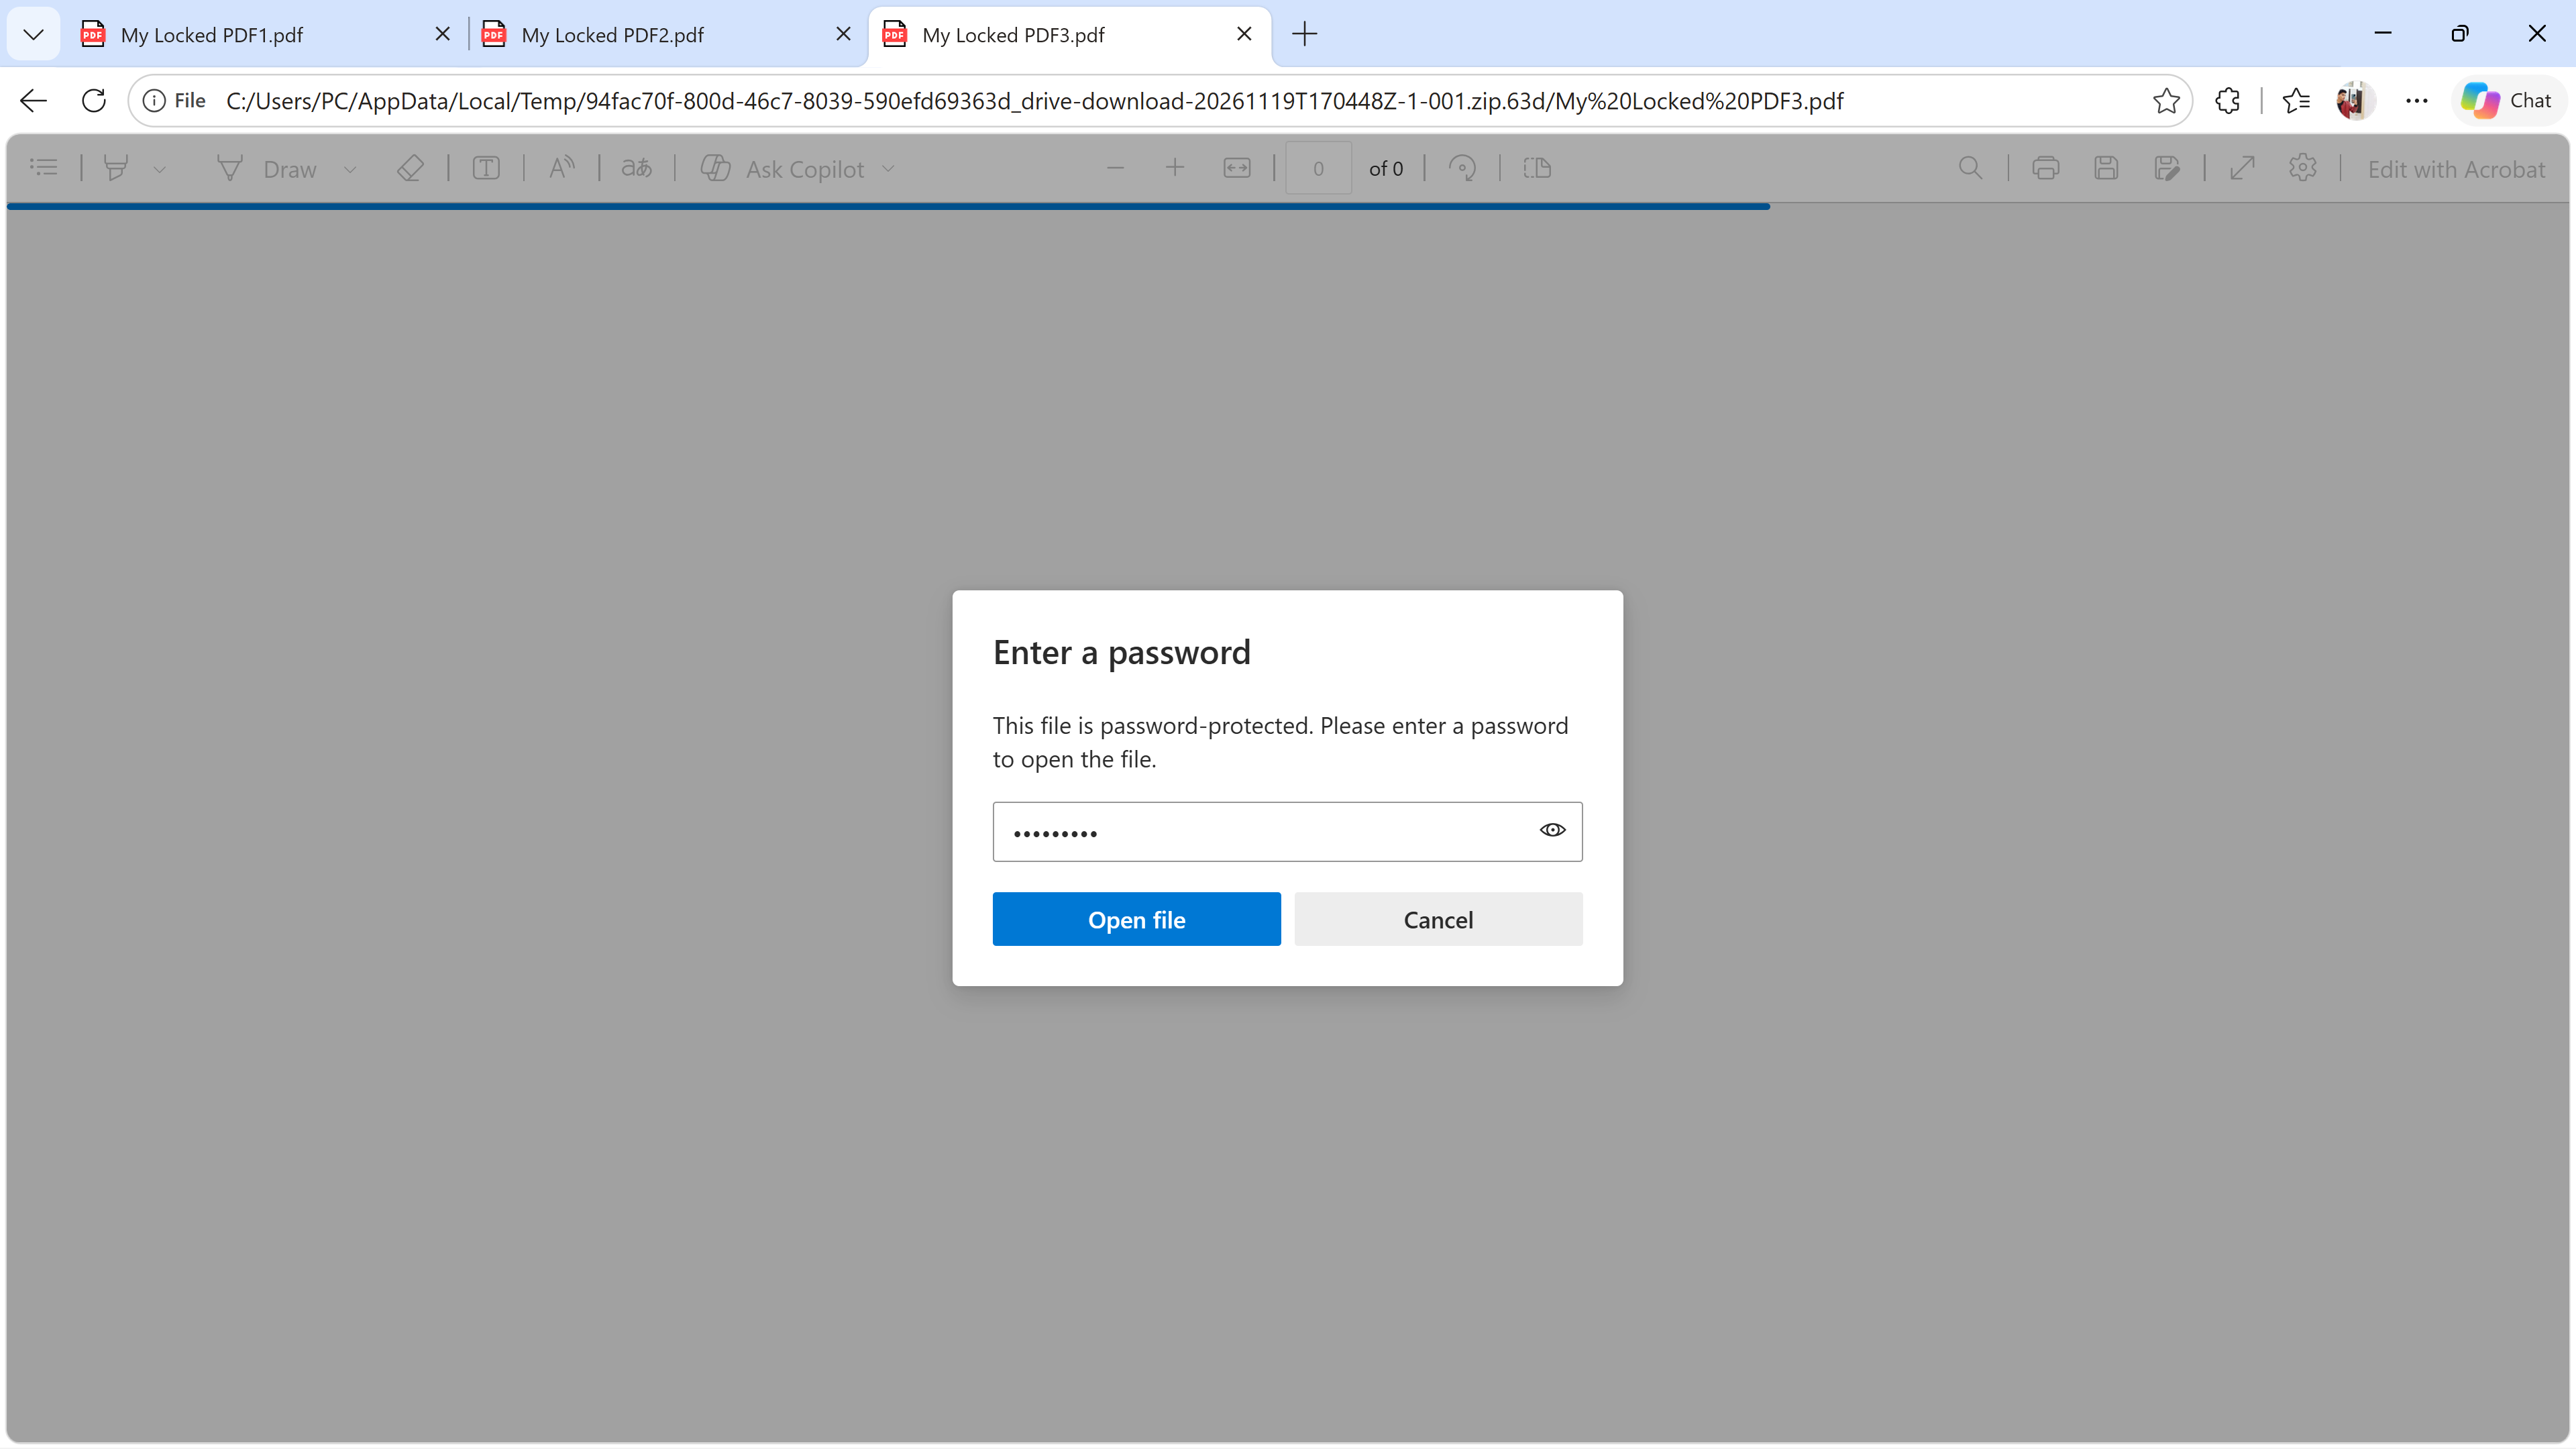 My Locked PDF1.pdf
My Locked PDF2.pdf
My Locked PDF3.pdf
File
C:/Users/PC/AppData/Local/Temp/94fac70f-800d-46c7-8039-590efd69363d_drive-download-20261119T170448Z-1-001.zip.63d/My%20Locked%20PDF3.pdf
Chat
Draw
T
A
aあ
Ask Copilot
0
of 0
Edit with Acrobat
Enter a password
This file is password-protected. Please enter a password
to open the file.
•••••••••
Open file
Cancel